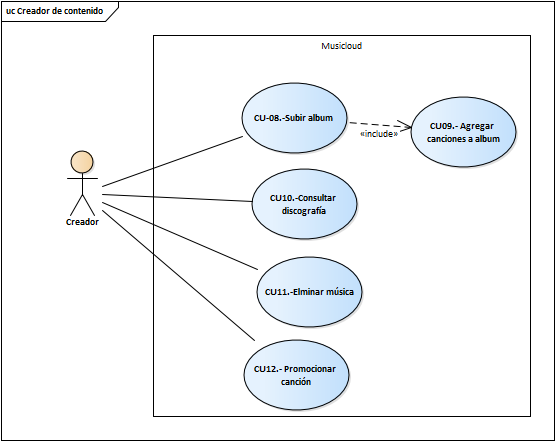 uc Creador de contenido
Musicloud
CU-08.-Subir album
«include»
CU09.- Agregar
canciones a album
Creador
CU10.-Consultar
discografía
CU11.-Elminar música
CU12.- Promocionar
canción